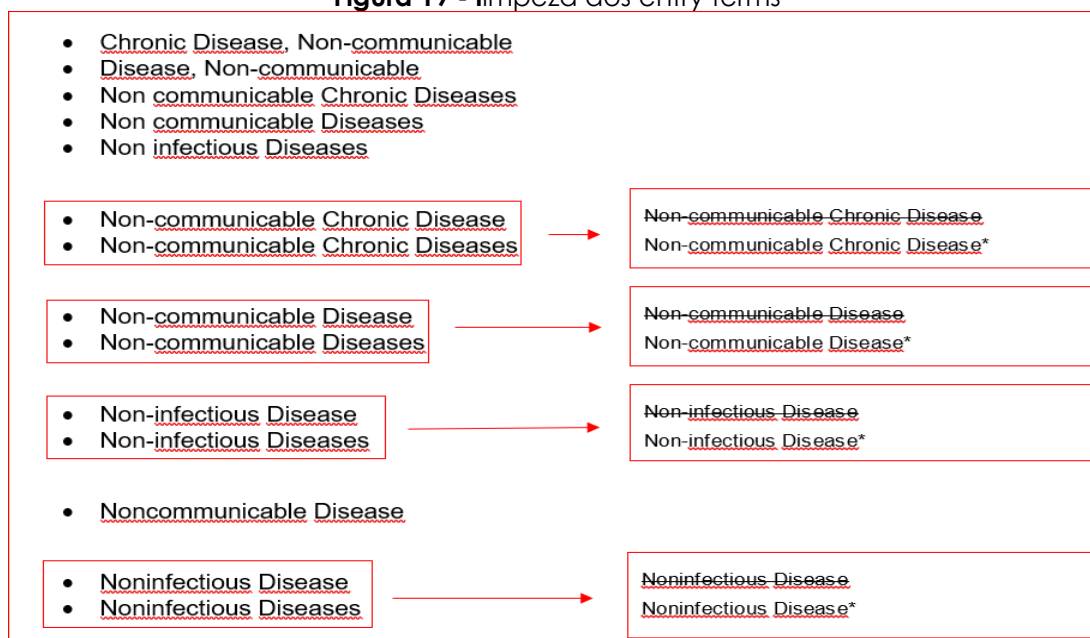 Figura 19 - limpeza dos entry terms
• Chronic Disease, Non-communicable
• Disease, Non-communicable
• Non communicable Chronic Diseases
• Non communicable Diseases
• Non infectious Diseases
• Non-communicable Chronic Disease
• Non-communicable Chronic Diseases
Non-communicable Chronic Disease
Non-communicable Chronic Disease*
• Non-communicable Disease
• Non-communicable Diseases
Non-communicable Disease
Non-communicable Disease*
• Non-infectious Disease
• Non-infectious Diseases
Non-infectious Disease
Non-infectious Disease*
• Noncommunicable Disease
• Noninfectious Disease
• Noninfectious Diseases
Noninfectious Disease
Noninfectious Disease*